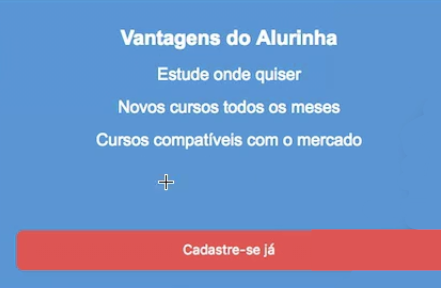 Vantagens do Alurinha
Estude onde quiser
Novos cursos todos os meses
Cursos compatíveis com o mercado
Cadastre-se já